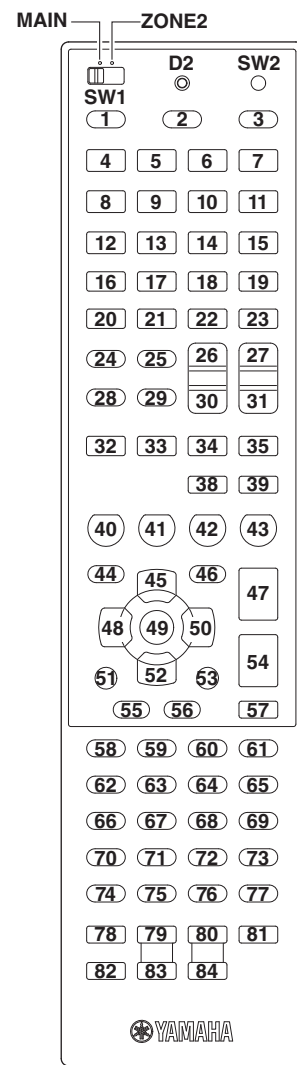 MAIN ZONE2
D2 SW2
SW1
1 2 3
4 5 6 7
8 9 10 11
12 13 14 15
16 17 18 19
20 21 22 23
24 25 26 27
28 29 30 31
32 33 34 35
38 39
40 41 42 43
44 45 46 47
48 49 50
51 52 53 54
55 56 57
58 59 60 61
62 63 64 65
66 67 68 69
70 71 72 73
74 75 76 77
78 79 80 81
82 83 84
YAMAHA